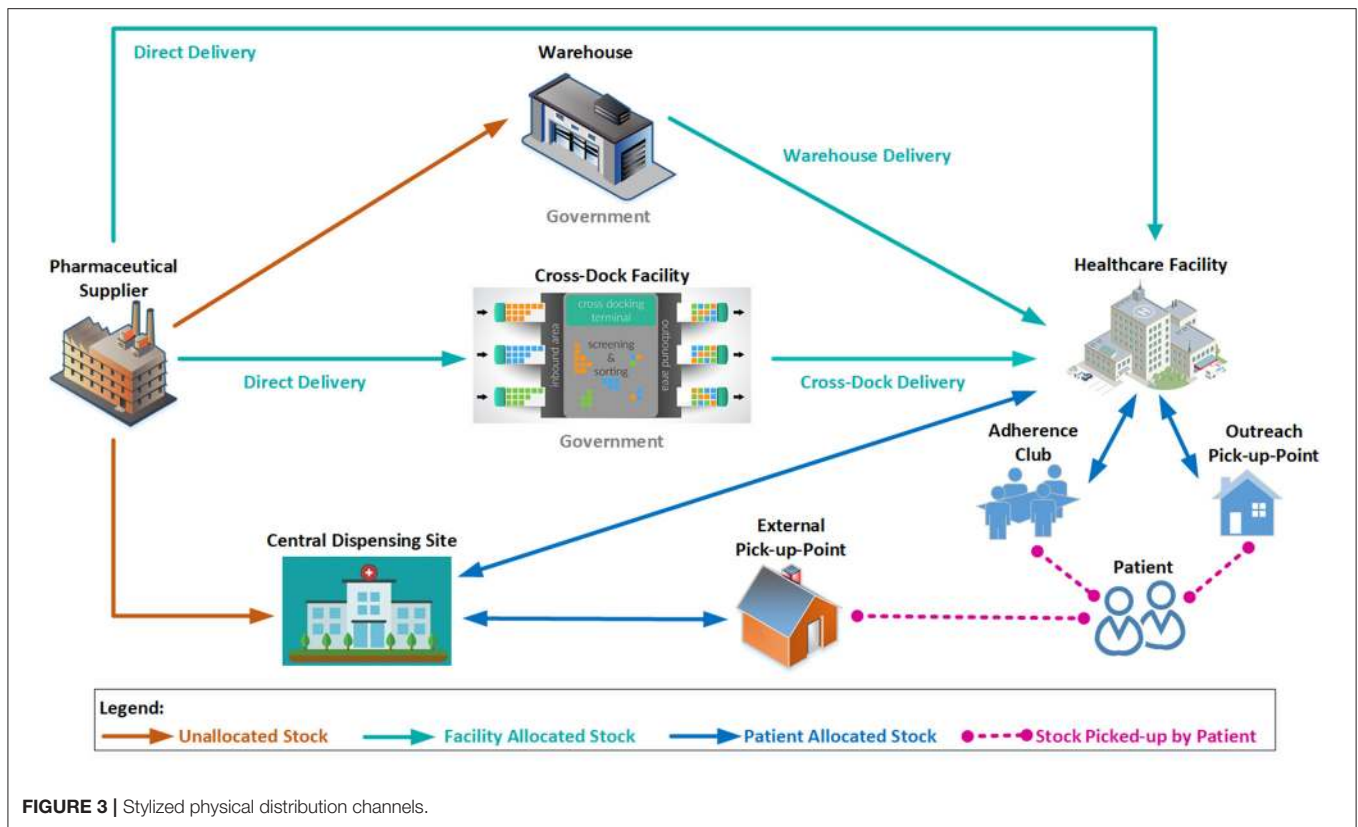 Direct Delivery
Warehouse
Warehouse Delivery
Government
Pharmaceutical
Supplier
Cross-Dock Facility
Healthcare Facility
inbound area
cross docking
terminal
screening
&
sorting
outbound area
Direct Delivery
Cross-Dock Delivery
Government
Adherence
Club
Outreach
Pick-up-Point
Central Dispensing Site
External
Pick-up-Point
Patient
Legend:
Unallocated Stock
Facility Allocated Stock
Patient Allocated Stock
Stock Picked-up by Patient
FIGURE 3 | Stylized physical distribution channels.